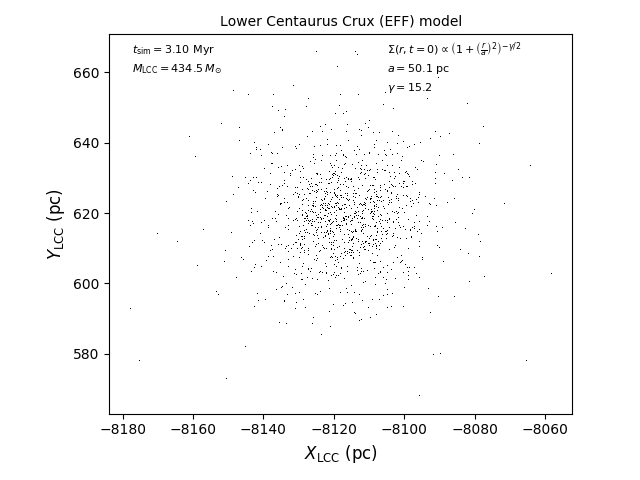 Lower Centaurus Crux (EFF) model
t_sim = 3.10 Myr
M_LCC = 434.5 M_⊙
Σ(r, t = 0) ∝ (1 + (r/a)^2)^{−γ/2}
a = 50.1 pc
γ = 15.2
660
640
620
600
580
Y_LCC (pc)
−8180 −8160 −8140 −8120 −8100 −8080 −8060
X_LCC (pc)